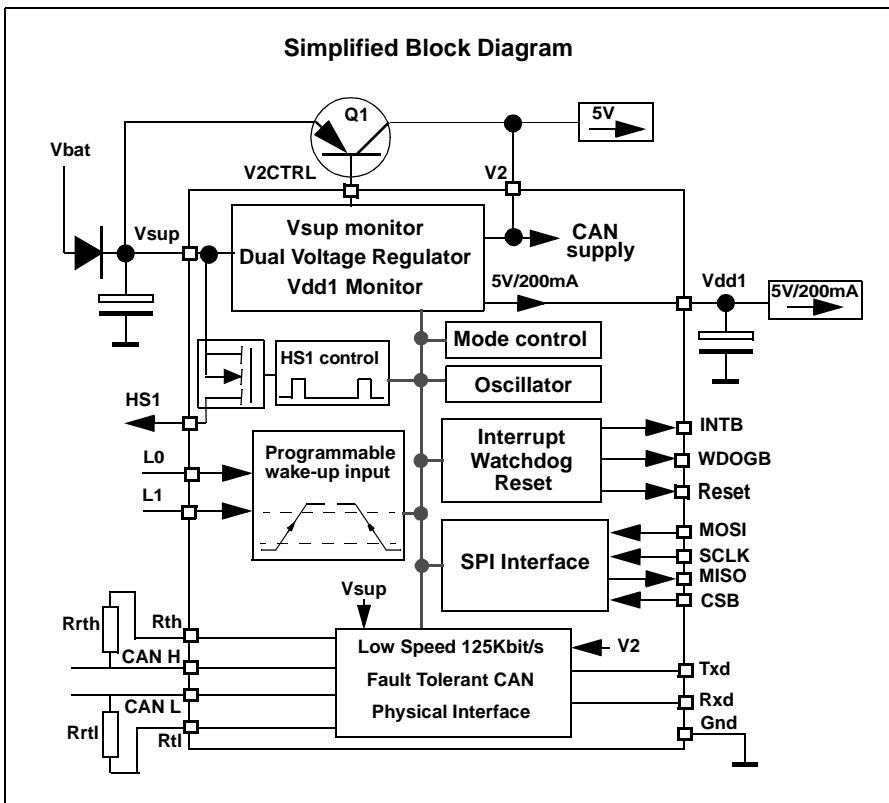 Simplified Block Diagram
Q1
5V
Vbat
V2CTRL
V2
Vsup
Vsup monitor
Dual Voltage Regulator
Vdd1 Monitor
CAN
supply
5V/200mA
Vdd1
5V/200mA
Mode control
HS1 control
Oscillator
HS1
Programmable
wake-up input
L0
L1
Interrupt
Watchdog
Reset
INTB
WDOGB
Reset
SPI Interface
MOSI
SCLK
MISO
CSB
Vsup
Rrth
Rth
CAN H
CAN L
Rrtl
Rtl
Low Speed 125Kbit/s
Fault Tolerant CAN
Physical Interface
V2
Txd
Rxd
Gnd